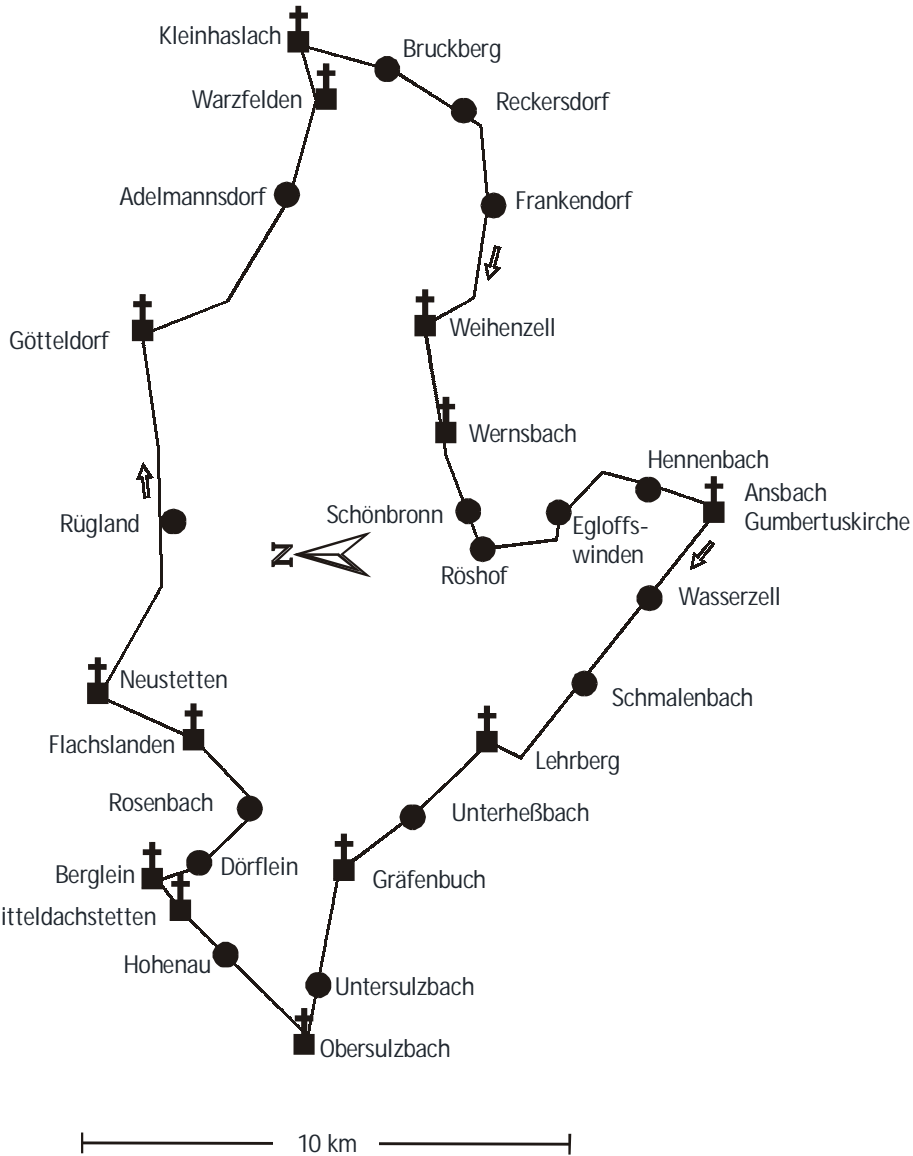 Kleinhaslach
Bruckberg
Warzfelden
Reckersdorf
Adelmannsdorf
Frankendorf
Götteldorf
Weihenzell
Wernsbach
Hennenbach
Ansbach
Gumbertuskirche
Rügland
Schönbronn
Egloffs-
winden
N
Röshof
Wasserzell
Neustetten
Schmalenbach
Flachslanden
Lehrberg
Rosenbach
Unterheßbach
Berglein
Dörflein
Gräfenbuch
itteldachstetten
Hohenau
Untersulzbach
Obersulzbach
10 km